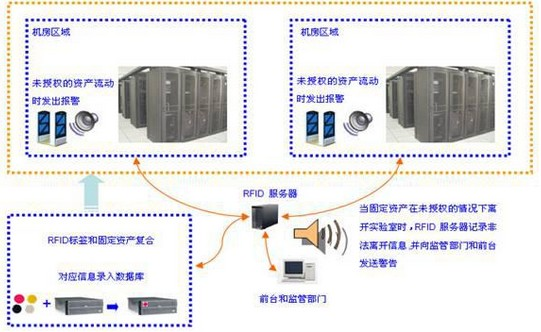 机房区域
未授权的资产流动
时发出报警
机房区域
未授权的资产流动
时发出报警
RFID 服务器
当固定资产在未授权的情况下离
开实验室时，RFID 服务器记录非
法离开信息，并向监管部门和前台
发送警告
RFID标签和固定资产复合
对应信息录入数据库
+
前台和监管部门